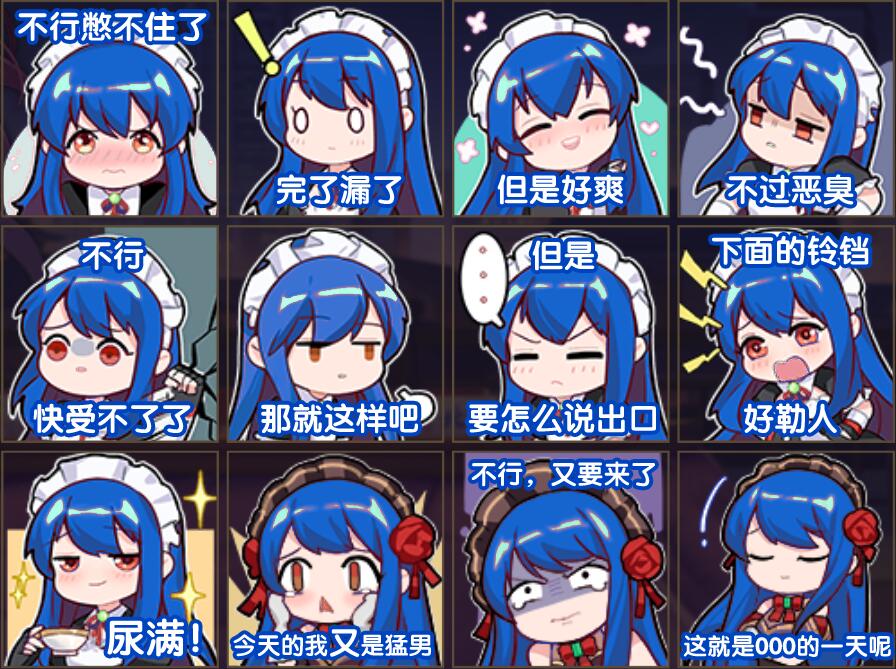 不行憋不住了
完了漏了
但是好爽
不过恶臭
不行
快受不了了
那就这样吧
但是
要怎么说出口
下面的铃铛
好勒人
尿满!
今天的我又是猛男
不行，又要来了
这就是000的一天呢